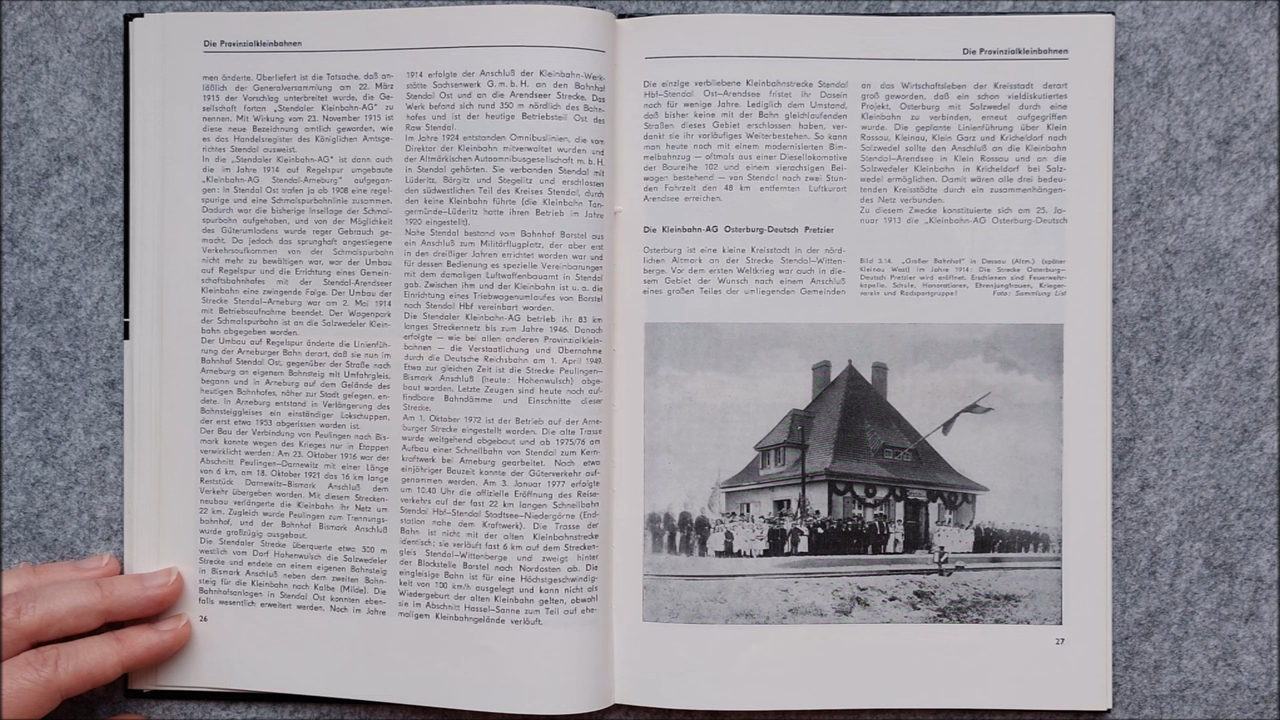 Die Provinzialkleinbahnen
men änderte. Überliefert ist die Tatsache, daß an-
läßlich der Generalversammlung am 22. März
1915 der Vorschlag unterbreitet wurde, die Ge-
sellschaft fortan „Stendaler Kleinbahn-AG" zu
nennen. Mit Wirkung vom 23. November 1915 ist
diese neue Bezeichnung amtlich geworden, wie
es das Handelsregister des Königlichen Amtsge-
richtes Stendal ausweist.
In die „Stendaler Kleinbahn-AG" ist dann auch
die im Jahre 1914 auf Regelspur umgebaute
„Kleinbahn-AG Stendal-Arneburg" aufgegan-
gen: In Stendal Ost trafen ja ab 1908 eine regel-
spurige und eine Schmalspurbahnlinie zusammen.
Dadurch war die bisherige Insellage der Schmal-
spurbahn aufgehoben, und von der Möglichkeit
des Güterumladens wurde reger Gebrauch ge-
macht. Da jedoch das sprunghaft angestiegene
Verkehrsaufkommen von der Schmalspurbahn
nicht mehr zu bewältigen war, war der Umbau
auf Regelspur und die Errichtung eines Gemein-
schaftsbahnhofes mit der Stendal-Arendseer
Kleinbahn eine zwingende Folge. Der Umbau der
Strecke Stendal—Arneburg war am 2. Mai 1914
mit Betriebsaufnahme beendet. Der Wagenpark
der Schmalspurbahn ist an die Salzwedeler Klein-
bahn abgegeben worden.
Der Umbau auf Regelspur änderte die Linienfüh-
rung der Arneburger Bahn derart, daß sie nun im
Bahnhof Stendal Ost, gegenüber der Straße nach
Arneburg an eigenem Bahnsteig mit Umfahrgleis,
begann und in Arneburg auf dem Gelände des
heutigen Bahnhofes, näher zur Stadt gelegen, en-
dete. In Arneburg entstand in Verlängerung des
Bahnsteiggleises ein einständiger Lokschuppen,
der erst etwa 1953 abgerissen worden ist.
Der Bau der Verbindung von Peulingen nach Bis-
mark konnte wegen des Krieges nur in Etappen
verwirklicht werden: Am 23. Oktober 1916 war der
Abschnitt Peulingen—Darnewitz mit einer Länge
von 6 km, am 18. Oktober 1921 das 16 km lange
Reststück Darnewitz—Bismark Anschluß dem
Verkehr übergeben worden. Mit diesem Strecken-
neubau verlängerte die Kleinbahn ihr Netz um
22 km. Zugleich wurde Peulingen zum Trennungs-
bahnhof, und der Bahnhof Bismark Anschluß
wurde großzügig ausgebaut.
Die Stendaler Strecke überquerte etwa 500 m
westlich vom Dorf Hohenwulsch die Salzwedeler
Strecke und endete an einem eigenen Bahnsteig
in Bismark Anschluß neben dem zweiten Bahn-
steig für die Kleinbahn nach Kalbe (Milde). Die
Bahnhofsanlagen in Stendal Ost konnten eben-
falls wesentlich erweitert werden. Noch im Jahre
26
1914 erfolgte der Anschluß der Kleinbahn-Werk-
stätte Sachsenwerk G. m. b. H. an den Bahnhof
Stendal Ost und an die Arendseer Strecke. Das
Werk befand sich rund 350 m nördlich des Bahn-
hofes und ist der heutige Betriebsteil Ost des
Raw Stendal.
Im Jahre 1924 entstanden Omnibuslinien, die vom
Direktor der Kleinbahn mitverwaltet wurden und
der Altmärkischen Autoomnibusgesellschaft m. b. H.
in Stendal gehörten. Sie verbanden Stendal mit
Lüderitz, Börgitz und Stegelitz und erschlossen
den südwestlichen Teil des Kreises Stendal, durch
den keine Kleinbahn führte (die Kleinbahn Tan-
germünde—Lüderitz hatte ihren Betrieb im Jahre
1920 eingestellt).
Nahe Stendal bestand vom Bahnhof Borstel aus
ein Anschluß zum Militärflugplatz, der aber erst
in den dreißiger Jahren errichtet worden war und
für dessen Bedienung es spezielle Vereinbarungen
mit dem damaligen Luftwaffenbauamt in Stendal
gab. Zwischen ihm und der Kleinbahn ist u. a. die
Einrichtung eines Triebwagenumlaufes von Borstel
nach Stendal Hbf vereinbart worden.
Die Stendaler Kleinbahn-AG betrieb ihr 83 km
langes Streckennetz bis zum Jahre 1946. Danach
erfolgte — wie bei allen anderen Provinzialklein-
bahnen — die Verstaatlichung und Übernahme
durch die Deutsche Reichsbahn am 1. April 1949.
Etwa zur gleichen Zeit ist die Strecke Peulingen—
Bismark Anschluß (heute: Hohenwulsch) abge-
baut worden. Letzte Zeugen sind heute noch auf-
findbare Bahndämme und Einschnitte dieser
Strecke.
Am 1. Oktober 1972 ist der Betrieb auf der Arne-
burger Strecke eingestellt worden. Die alte Trasse
wurde weitgehend abgebaut und ab 1975/76 am
Aufbau einer Schnellbahn von Stendal zum Kern-
kraftwerk bei Arneburg gearbeitet. Nach etwa
einjähriger Bauzeit konnte der Güterverkehr auf-
genommen werden. Am 3. Januar 1977 erfolgte
um 10.40 Uhr die offizielle Eröffnung des Reise-
verkehrs auf der fast 22 km langen Schnellbahn
Stendal Hbf—Stendal Stadtsee—Niedergörne (End-
station nahe dem Kraftwerk). Die Trasse der
Bahn ist nicht mit der alten Kleinbahnstrecke
identisch; sie verläuft fast 6 km auf dem Strecken-
gleis Stendal—Wittenberge und zweigt hinter
der Blockstelle Borstel nach Nordosten ab. Die
eingleisige Bahn ist für eine Höchstgeschwindig-
keit von 100 km/h ausgelegt und kann nicht als
Wiedergeburt der alten Kleinbahn gelten, obwohl
sie im Abschnitt Hassel—Sanne zum Teil auf ehe-
maligem Kleinbahngelände verläuft.
Die Provinzialkleinbahnen
Die einzige verbliebene Kleinbahnstrecke Stendal
Hbf—Stendal Ost—Arendsee fristet ihr Dasein
noch für wenige Jahre. Lediglich dem Umstand,
daß bisher keine mit der Bahn gleichlaufenden
Straßen dieses Gebiet erschlossen haben, ver-
dankt sie ihr vorläufiges Weiterbestehen. So kann
man heute noch mit einem modernisierten Bim-
melbahnzug — oftmals aus einer Diesellokomotive
der Baureihe 102 und einem vierachsigen Bei-
wagen bestehend — von Stendal nach zwei Stun-
den Fahrzeit den 48 km entfernten Luftkurort
Arendsee erreichen.
Die Kleinbahn-AG Osterburg-Deutsch Pretzier
Osterburg ist eine kleine Kreisstadt in der nörd-
lichen Altmark an der Strecke Stendal—Witten-
berge. Vor dem ersten Weltkrieg war auch in die-
sem Gebiet der Wunsch nach einem Anschluß
eines großen Teiles der umliegenden Gemeinden
an das Wirtschaftsleben der Kreisstadt derart
groß geworden, daß ein schon vieldiskutiertes
Projekt, Osterburg mit Salzwedel durch eine
Kleinbahn zu verbinden, erneut aufgegriffen
wurde. Die geplante Linienführung über Klein
Rossau, Kleinau, Klein Garz und Kricheldorf nach
Salzwedel sollte den Anschluß an die Kleinbahn
Stendal—Arendsee in Klein Rossau und an die
Salzwedeler Kleinbahn in Kricheldorf bei Salz-
wedel ermöglichen. Damit wären alle drei bedeu-
tenden Kreisstädte durch ein zusammenhängen-
des Netz verbunden.
Zu diesem Zwecke konstituierte sich am 25. Ja-
nuar 1913 die „Kleinbahn-AG Osterburg-Deutsch
Bild 3.14. „Großer Bahnhof" in Dessau (Altm.) (später
Kleinau West) im Jahre 1914: Die Strecke Osterburg—
Deutsch Pretzier wird eröffnet. Erschienen sind Feuerwehr-
kapelle, Schule, Honoratioren, Ehrenjungfrauen, Krieger-
verein und Radsportgruppe! Foto: Sammlung List
27